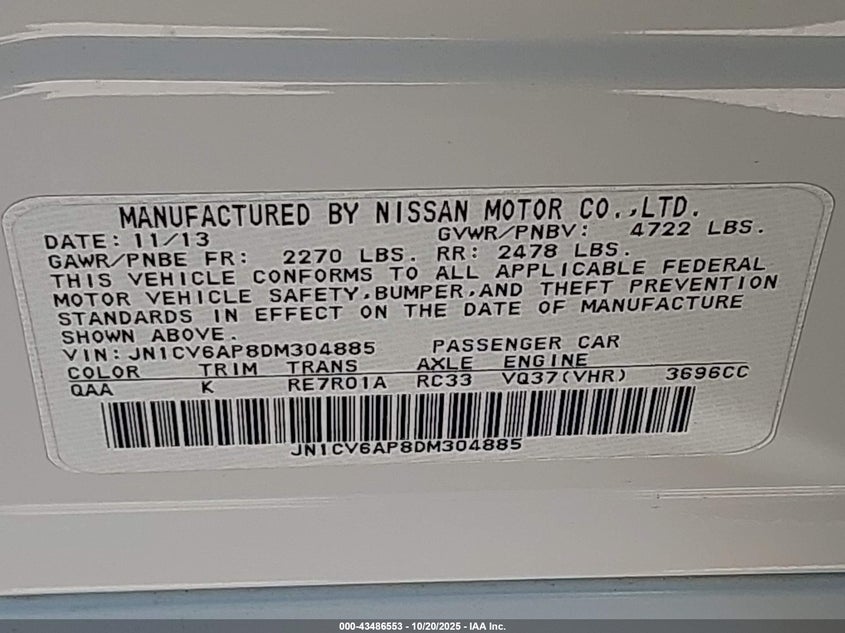 MANUFACTURED BY NISSAN MOTOR CO.,LTD.
DATE: 11/13 GVWR/PNBV: 4722 LBS.
GAWR/PNBE FR: 2270 LBS. RR: 2478 LBS.
THIS VEHICLE CONFORMS TO ALL APPLICABLE FEDERAL
MOTOR VEHICLE SAFETY,BUMPER,AND THEFT PREVENTION
STANDARDS IN EFFECT ON THE DATE OF MANUFACTURE
SHOWN ABOVE.
VIN: JN1CV6AP8DM304885 PASSENGER CAR
COLOR TRIM TRANS AXLE ENGINE
QAA K RE7R01A RC33 VQ37(VHR) 3696CC
JN1CV6AP8DM304885
000-43486553 - 10/20/2025 - IAA Inc.